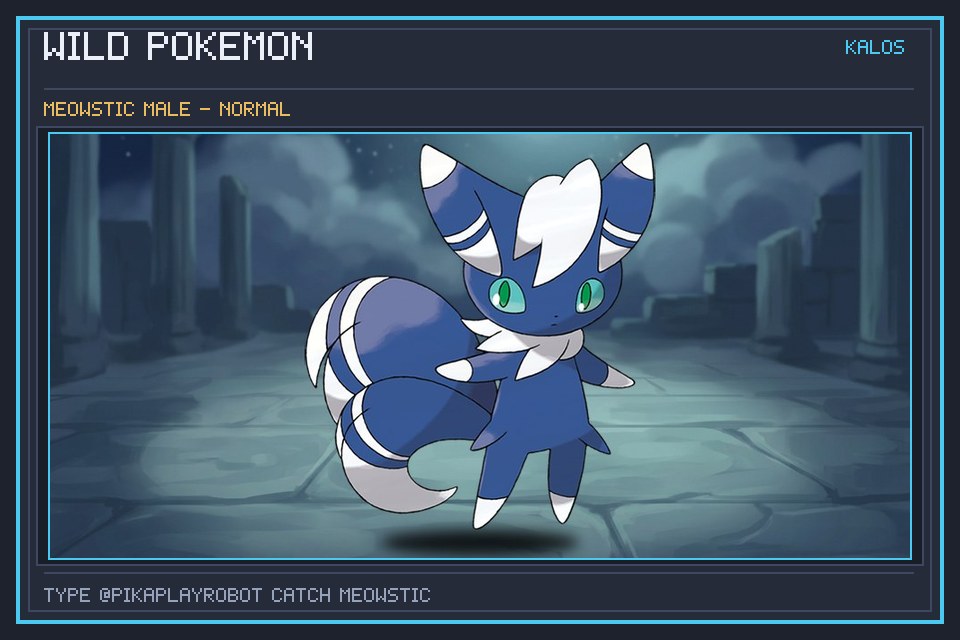 WILD POKEMON
KALOS
MEOWSTIC MALE - NORMAL
TYPE @PIKAPLAYROBOT CATCH MEOWSTIC